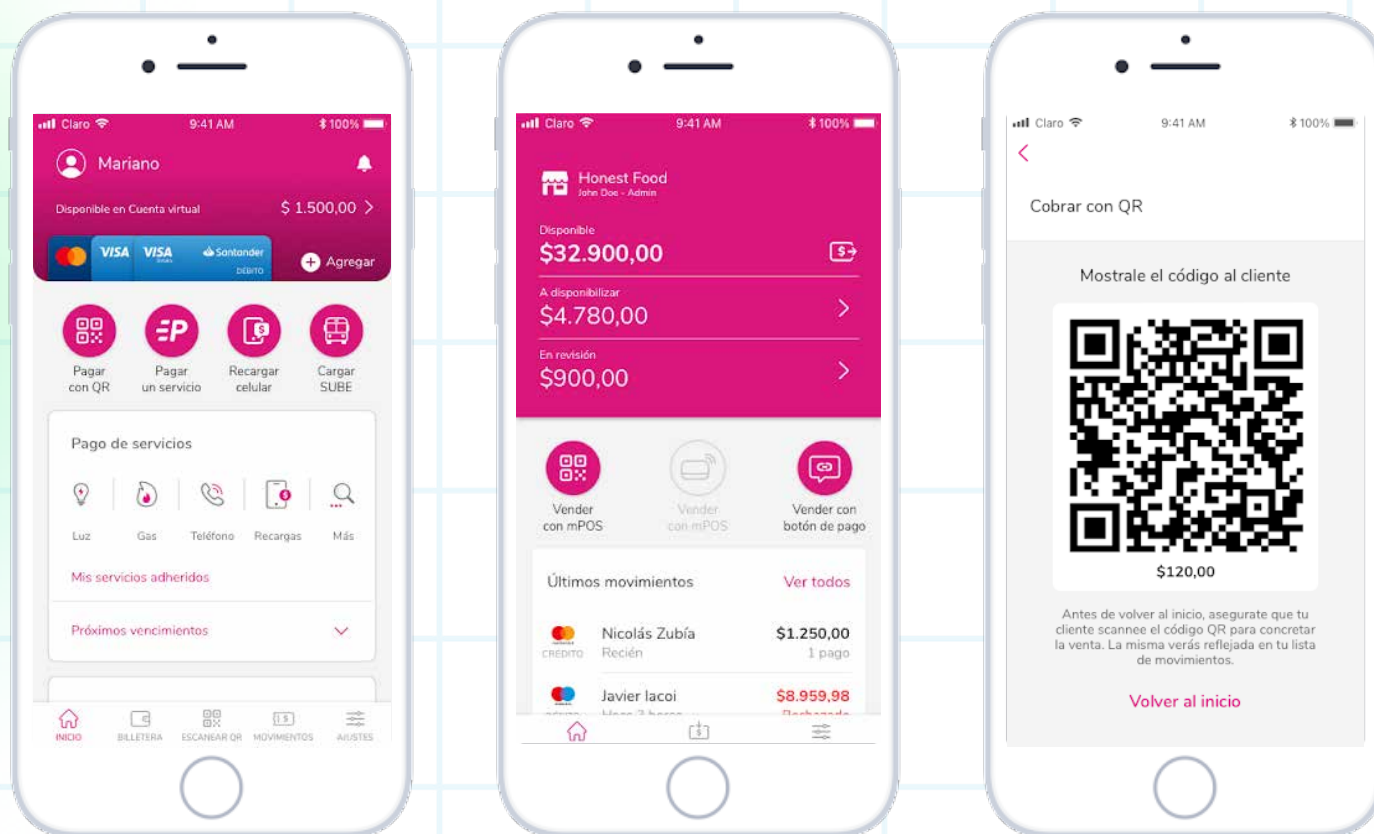 Claro
9:41 AM
100%
Mariano
Disponible en Cuenta virtual
$ 1.500,00
VISA
VISA
Santander
DÉBITO
Agregar
Pagar
con QR
Pagar
un servicio
Recargar
celular
Cargar
SUBE
Pago de servicios
Luz
Gas
Teléfono
Recargas
Más
Mis servicios adheridos
Próximos vencimientos
INICIO
BILLETERA
ESCANEAR QR
MOVIMIENTOS
AJUSTES
Claro
9:41 AM
100%
Honest Food
John Doe - Admin
Disponible
$32.900,00
A disponibilizar
$4.780,00
En revisión
$900,00
Vender
con mPOS
Vender
con mPOS
Vender con
botón de pago
Últimos movimientos
Ver todos
Nicolás Zubía
$1.250,00
CREDITO
Recién
1 pago
Javier Iacoi
$8.959,98
Claro
9:41 AM
100%
Cobrar con QR
Mostrale el código al cliente
$120,00
Antes de volver al inicio, asegurate que tu
cliente scannee el código QR para concretar
la venta. La misma verás reflejada en tu lista
de movimientos.
Volver al inicio